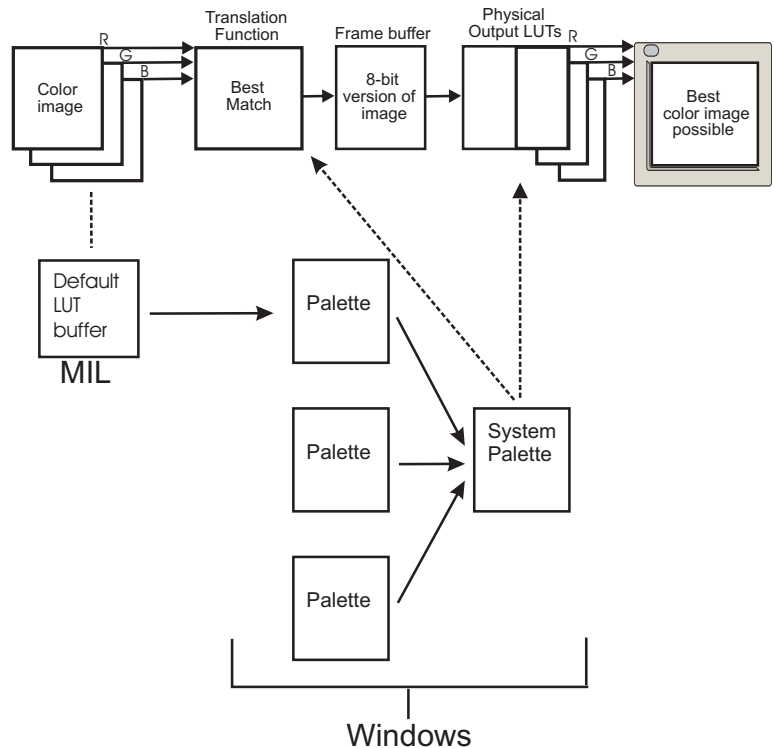 Translation
Function
Frame buffer
Physical
Output LUTs
R
G
B
Color
image
Best
Match
8-bit
version of
image
R
G
B
Best
color image
possible
Default
LUT
buffer
MIL
Palette
Palette
System
Palette
Palette
Windows